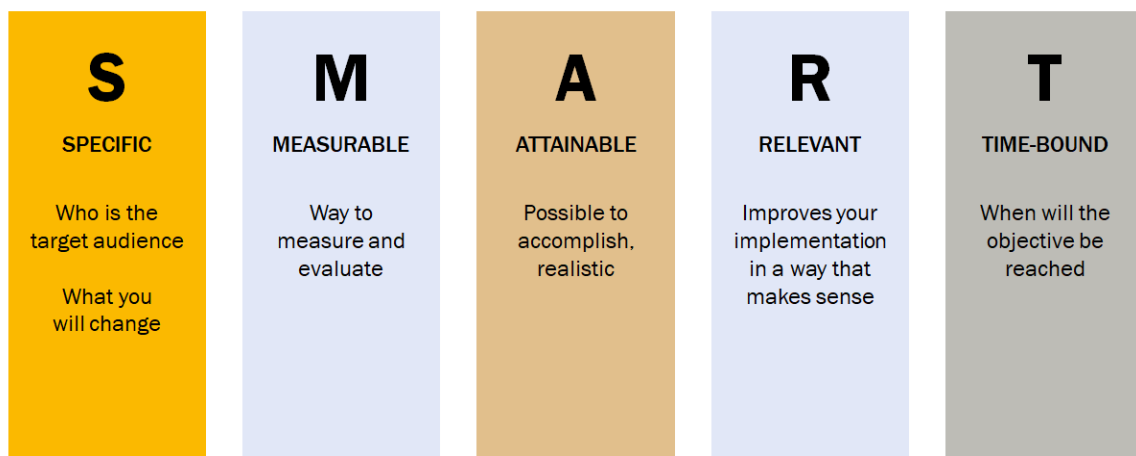 S
SPECIFIC
Who is the
target audience
What you
will change
M
MEASURABLE
Way to
measure and
evaluate
A
ATTAINABLE
Possible to
accomplish,
realistic
R
RELEVANT
Improves your
implementation
in a way that
makes sense
T
TIME-BOUND
When will the
objective be
reached